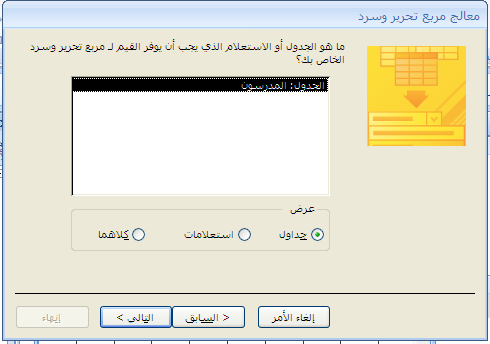 معالج مربع تحرير وسرد
ما هو الجدول أو الاستعلام الذي يجب أن يوفر القيم لـ مربع تحرير وسرد
الخاص بك؟
الجدول: المدرسون
عرض
جداول استعلامات كلاهما
إلغاء الأمر < السابق التالي > إنهاء